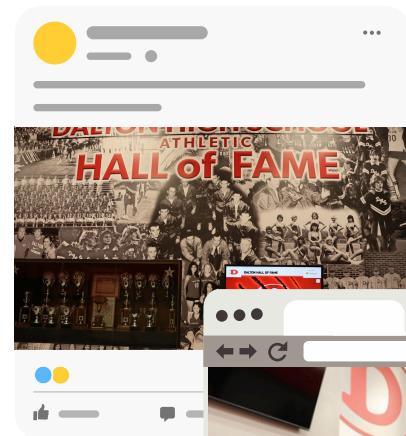 DALTON HIGH SCHOOL
ATHLETIC
HALL of FAME
D DALTON HALL OF FAME
D